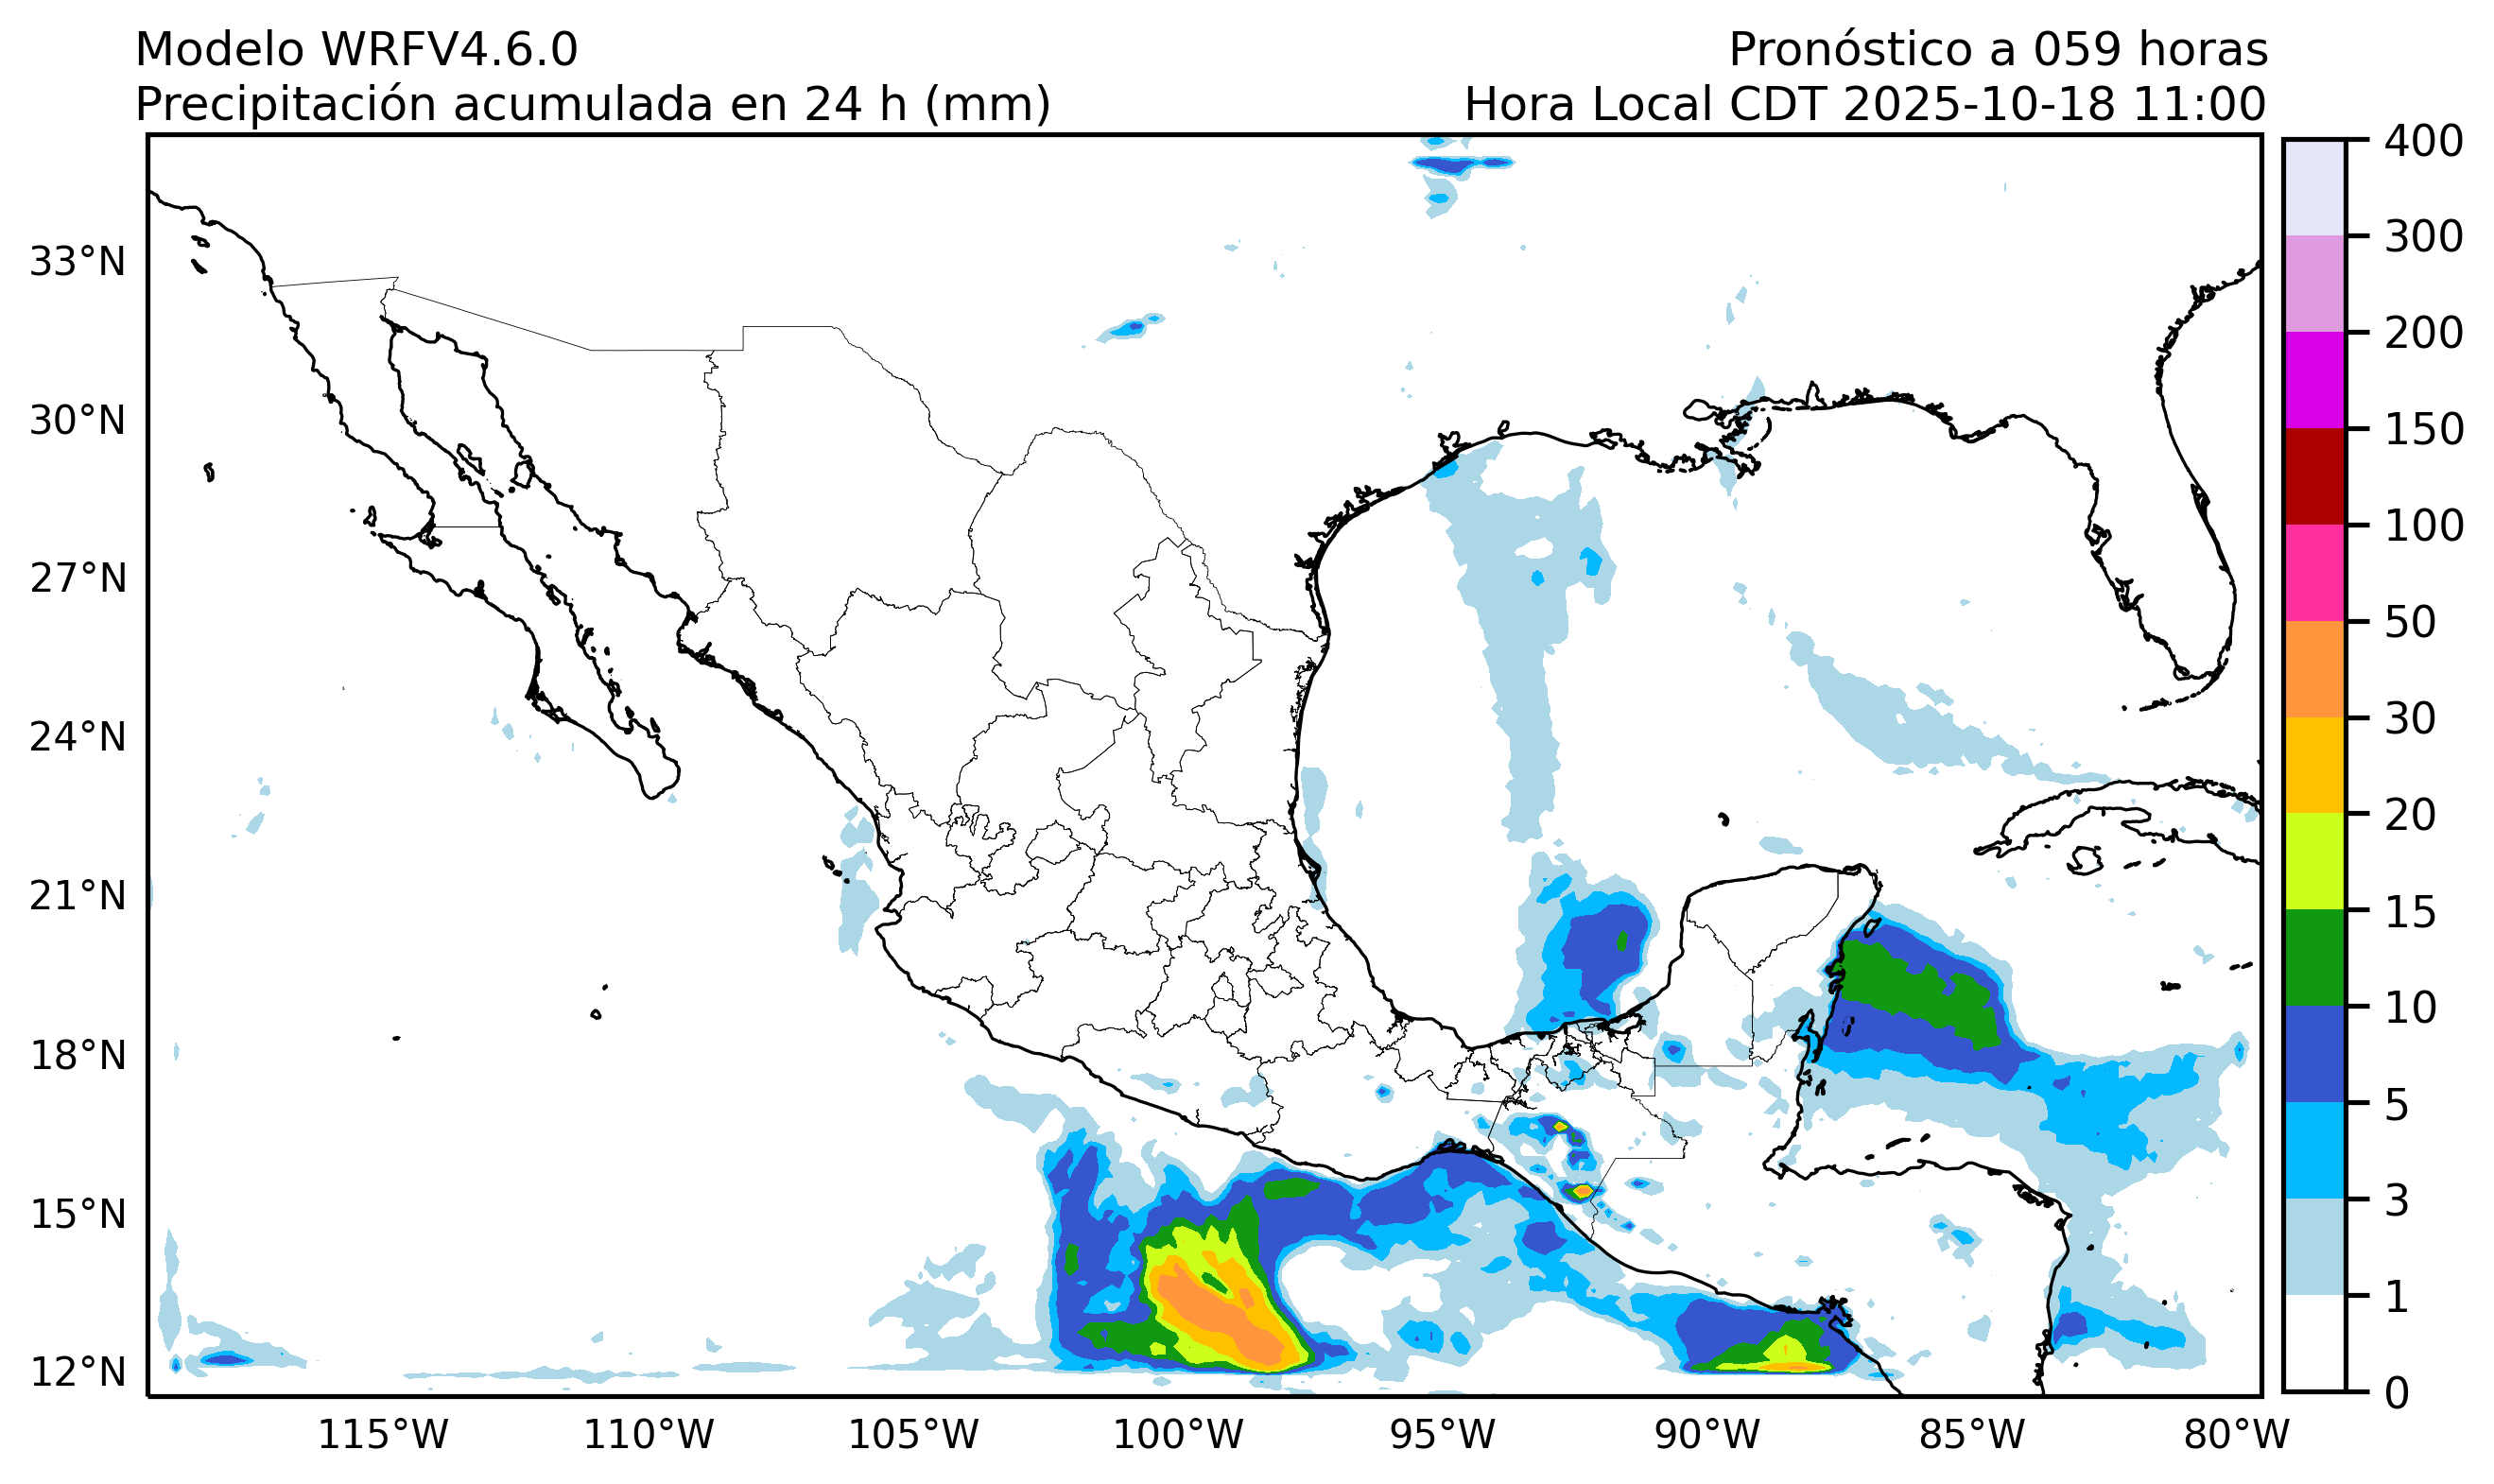 Modelo WRFV4.6.0
Pronóstico a 059 horas
Precipitación acumulada en 24 h (mm)
Hora Local CDT 2025-10-18 11:00
33°N
30°N
27°N
24°N
21°N
18°N
15°N
12°N
115°W
110°W
105°W
100°W
95°W
90°W
85°W
80°W
400
300
200
150
100
50
30
20
15
10
5
3
1
0